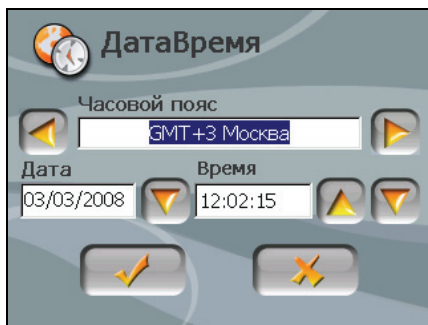 ДатаВремя
Часовой пояс
GMT+3 Москва
Дата Время
03/03/2008 12:02:15